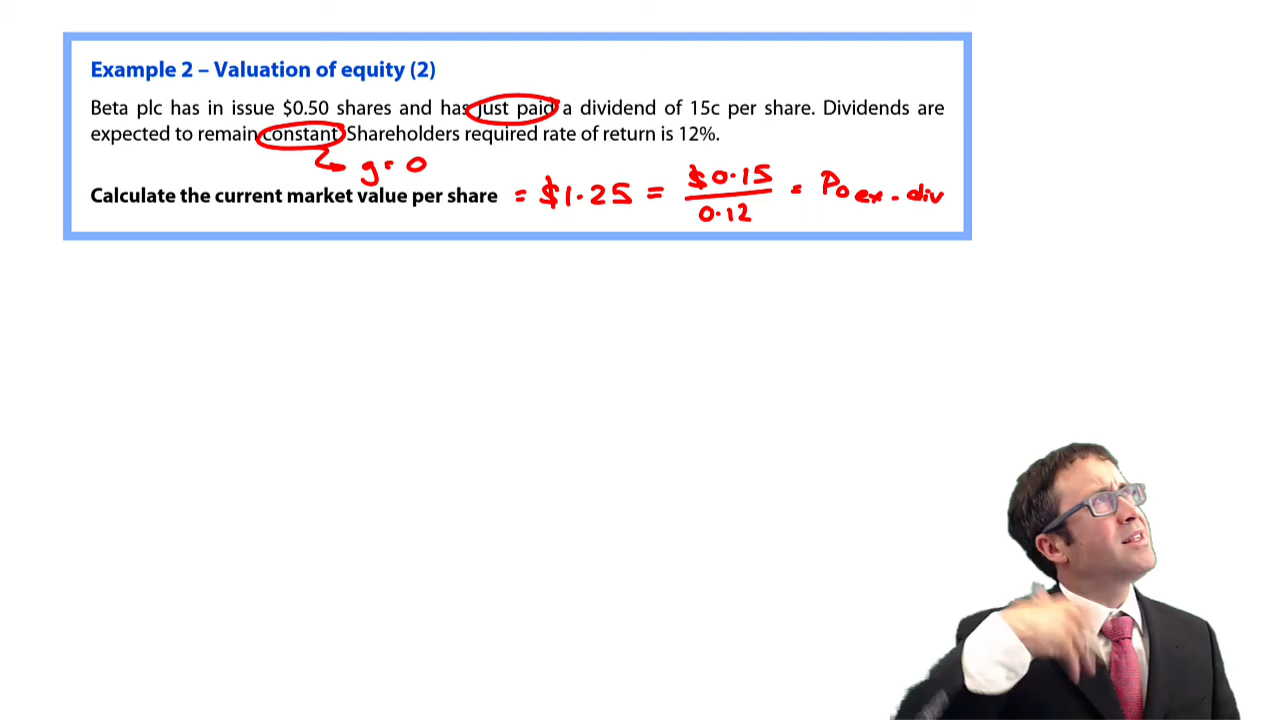 Example 2 – Valuation of equity (2)
Beta plc has in issue $0.50 shares and has just paid a dividend of 15c per share. Dividends are
expected to remain constant. Shareholders required rate of return is 12%.
g = 0
Calculate the current market value per share = $1.25 = $0.15 / 0.12 = P0 ex-div